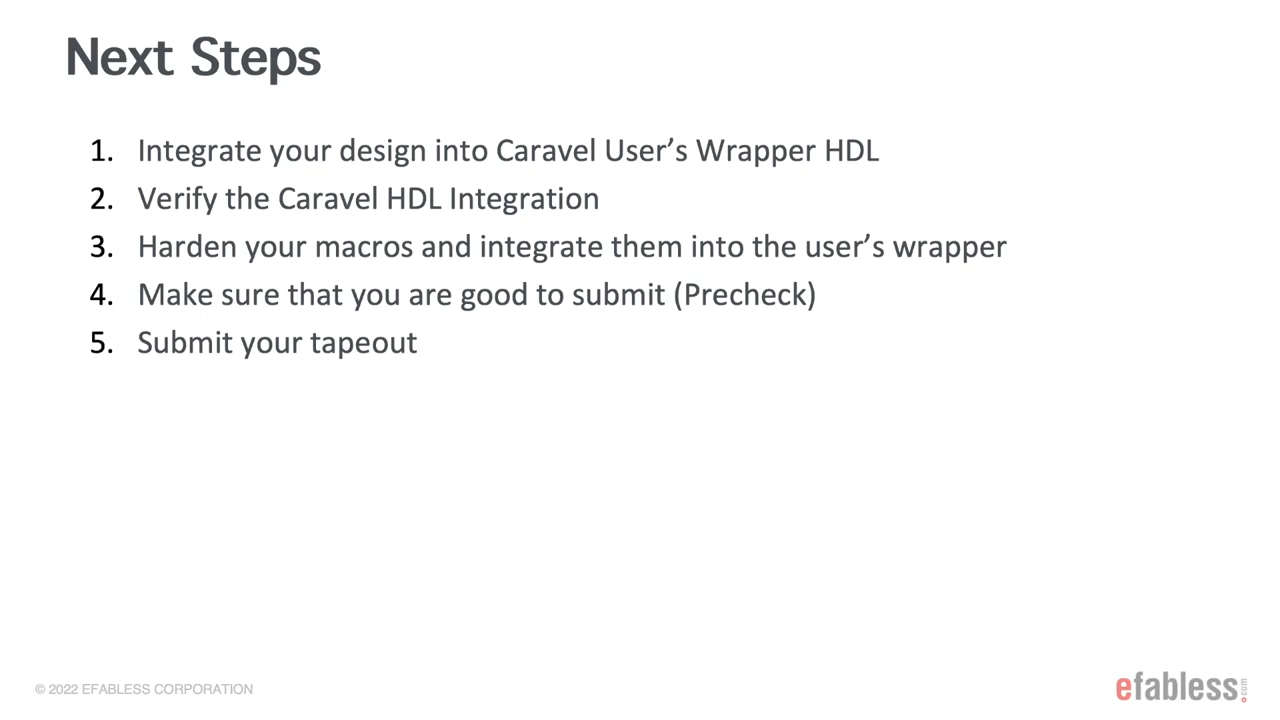 Next Steps
1. Integrate your design into Caravel User’s Wrapper HDL
2. Verify the Caravel HDL Integration
3. Harden your macros and integrate them into the user’s wrapper
4. Make sure that you are good to submit (Precheck)
5. Submit your tapeout
© 2022 EFABLESS CORPORATION
efabless.com